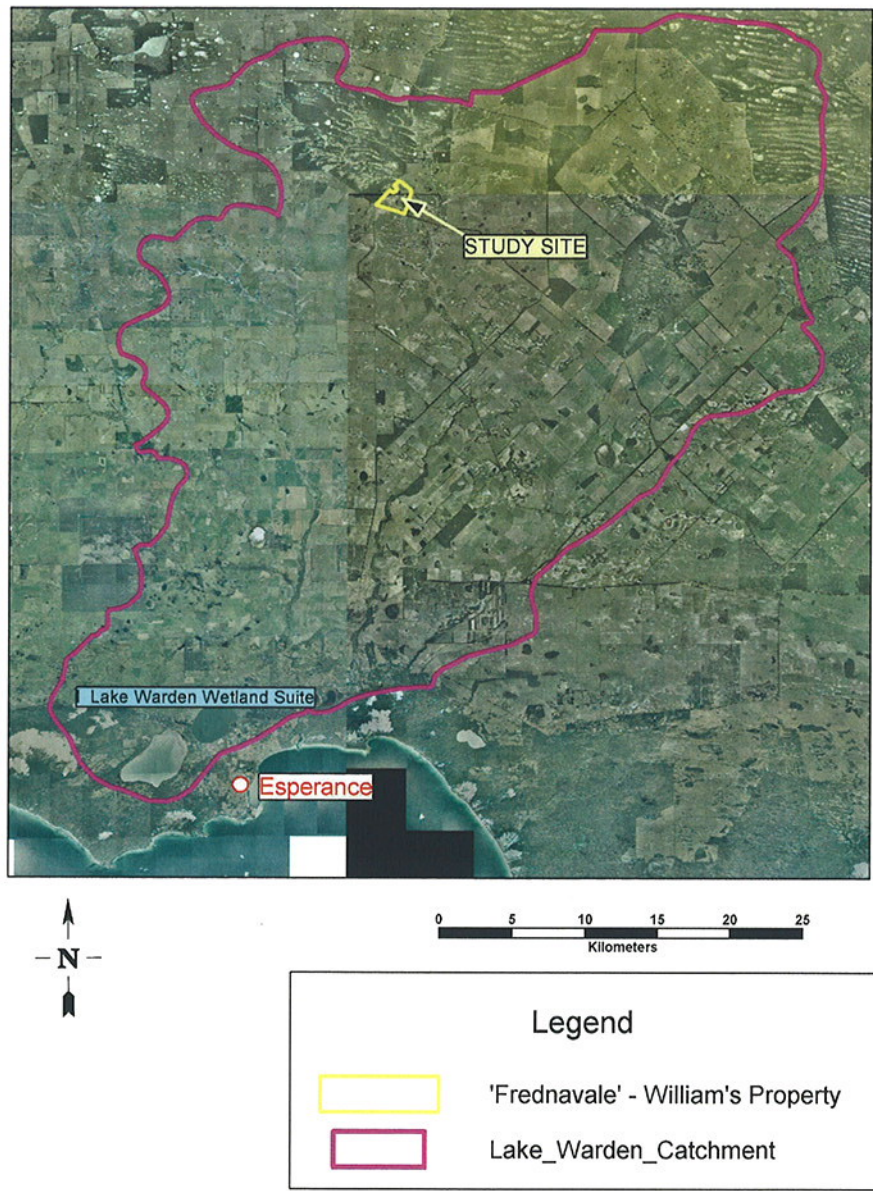 STUDY SITE
Lake Warden Wetland Suite
Esperance
N
0 5 10 15 20 25
Kilometers
Legend
'Frednavale' - William's Property
Lake_Warden_Catchment